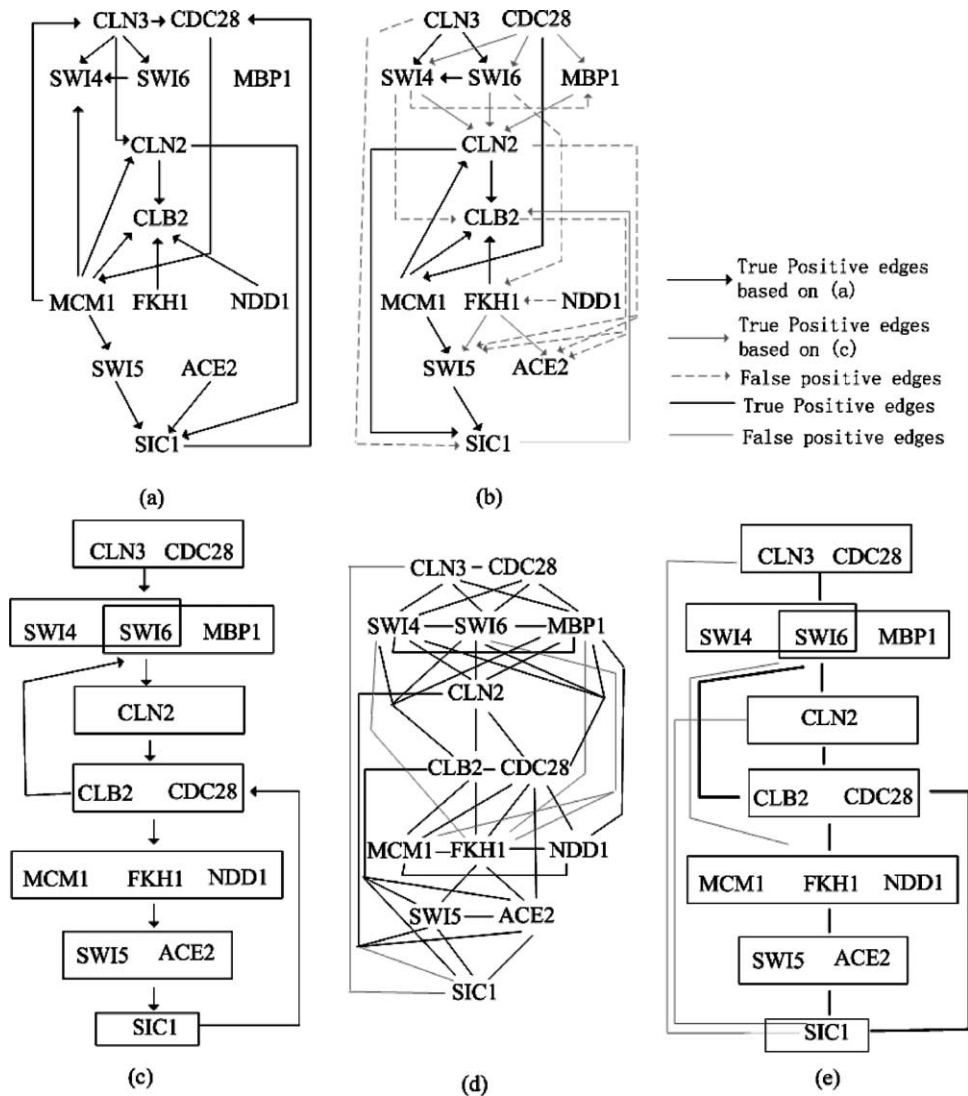 CLN3 CDC28
SWI4 SWI6 MBP1
CLN2
CLB2
MCM1 FKH1 NDD1
SWI5 ACE2
SIC1
(a)
CLN3 CDC28
SWI4 SWI6 MBP1
CLN2
CLB2
MCM1 FKH1 NDD1
SWI5 ACE2
SIC1
(b)
True Positive edges
based on (a)
True Positive edges
based on (c)
False positive edges
True Positive edges
False positive edges
CLN3 CDC28
SWI4 SWI6 MBP1
CLN2
CLB2 CDC28
MCM1 FKH1 NDD1
SWI5 ACE2
SIC1
(c)
CLN3 CDC28
SWI4 SWI6 MBP1
CLN2
CLB2 CDC28
MCM1 FKH1 NDD1
SWI5 ACE2
SIC1
(d)
CLN3 CDC28
SWI4 SWI6 MBP1
CLN2
CLB2 CDC28
MCM1 FKH1 NDD1
SWI5 ACE2
SIC1
(e)